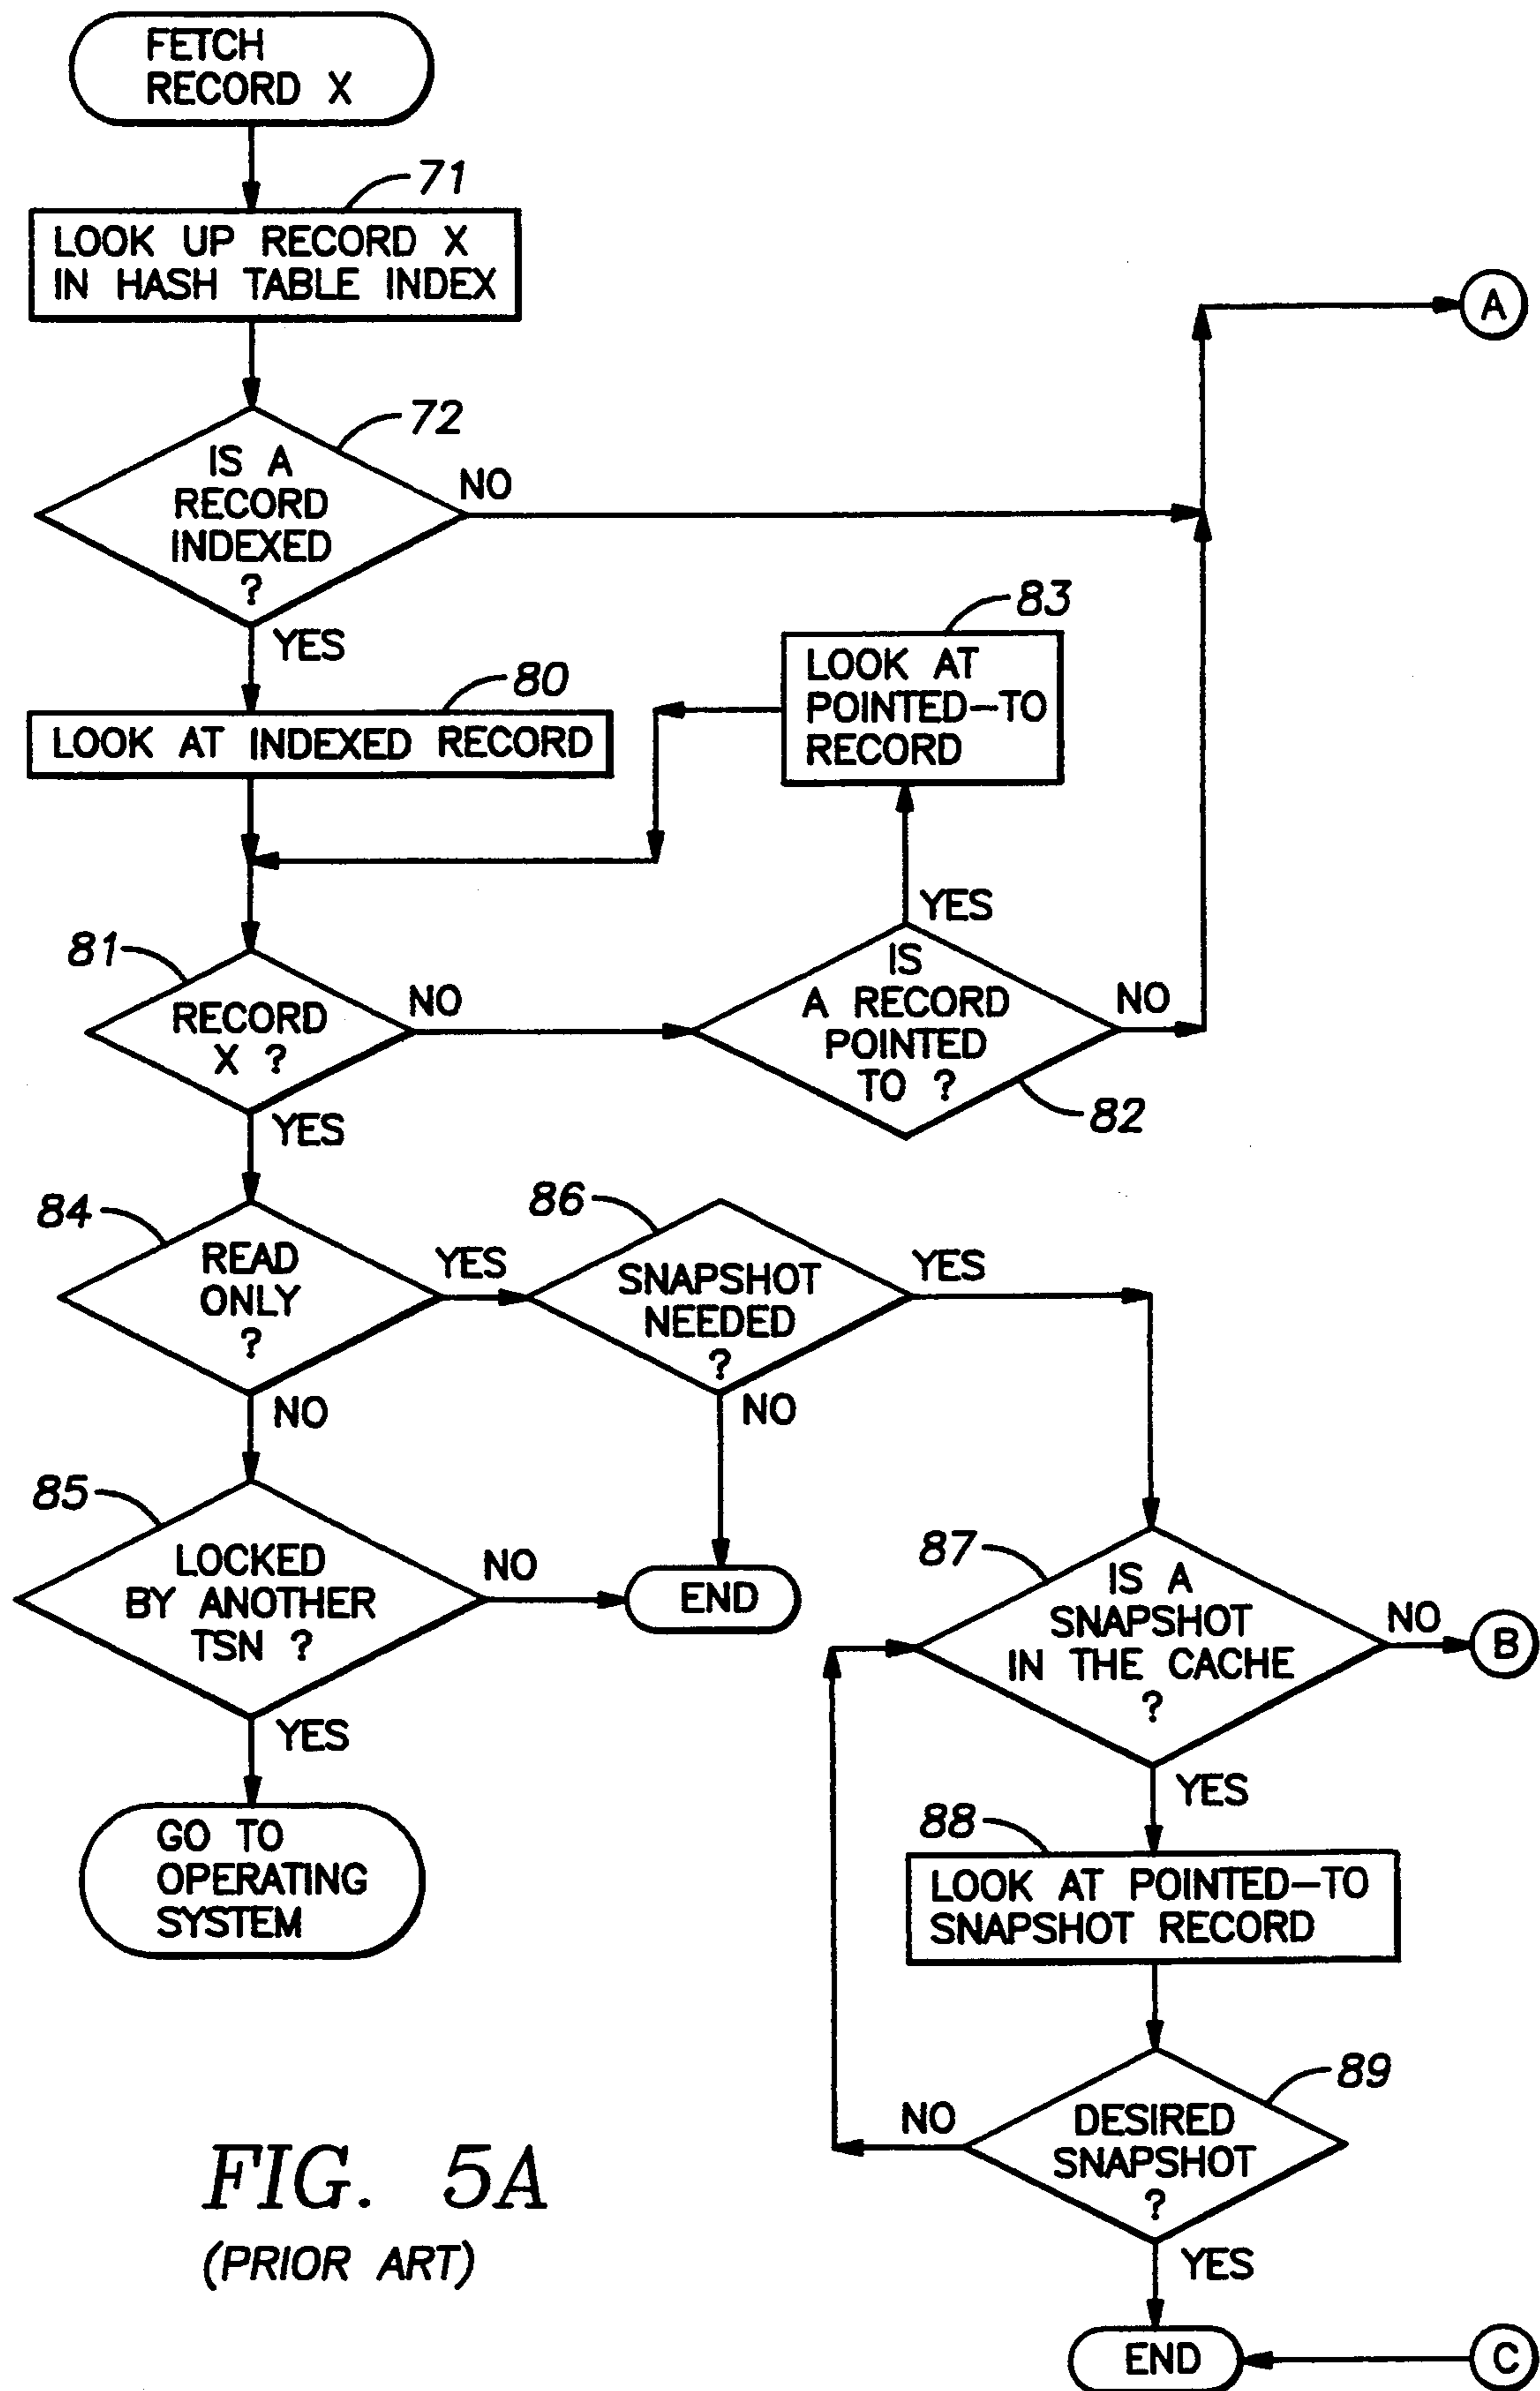 FETCH
RECORD X
71
LOOK UP RECORD X
IN HASH TABLE INDEX
A
72
IS A
RECORD
INDEXED
?
NO
YES
83
LOOK AT
POINTED-TO
RECORD
80
LOOK AT INDEXED RECORD
YES
81
RECORD
X ?
NO
IS
A RECORD
POINTED
TO ?
NO
82
YES
84
READ
ONLY
?
YES
86
SNAPSHOT
NEEDED
?
YES
NO
NO
85
LOCKED
BY ANOTHER
TSN ?
NO
END
87
IS A
SNAPSHOT
IN THE CACHE
?
NO
B
YES
YES
GO TO
OPERATING
SYSTEM
88
LOOK AT POINTED-TO
SNAPSHOT RECORD
89
DESIRED
SNAPSHOT
?
NO
YES
END
C
FIG. 5A
(PRIOR ART)